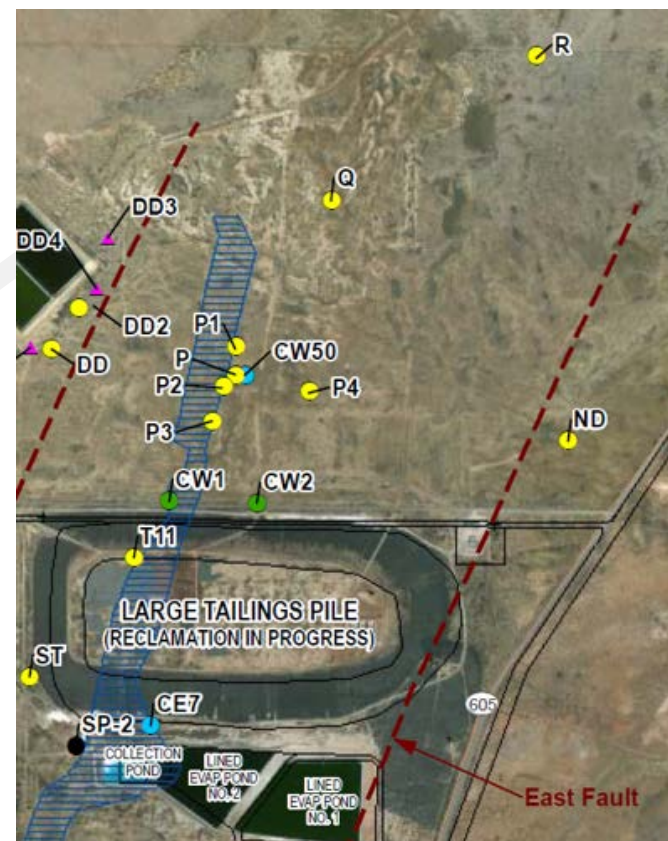 R
Q
DD3
DD4
DD2
DD
P1
P
CW50
P2
P4
P3
ND
CW1
CW2
T11
LARGE TAILINGS PILE
(RECLAMATION IN PROGRESS)
ST
605
CE7
SP-2
COLLECTION
POND
LINED
EVAP POND
NO. 2
LINED
EVAP POND
NO. 1
East Fault